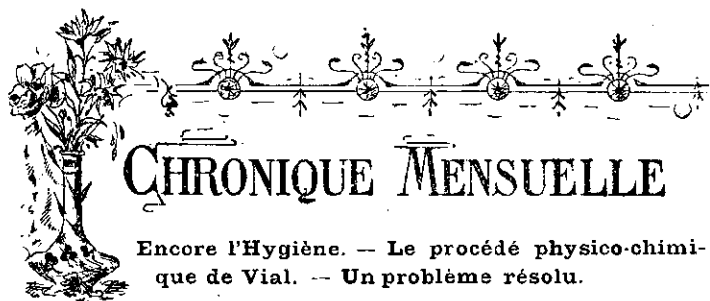 CHRONIQUE MENSUELLE
Encore l'Hygiène. — Le procédé physico-chimi-
que de Vial. — Un problème résolu.